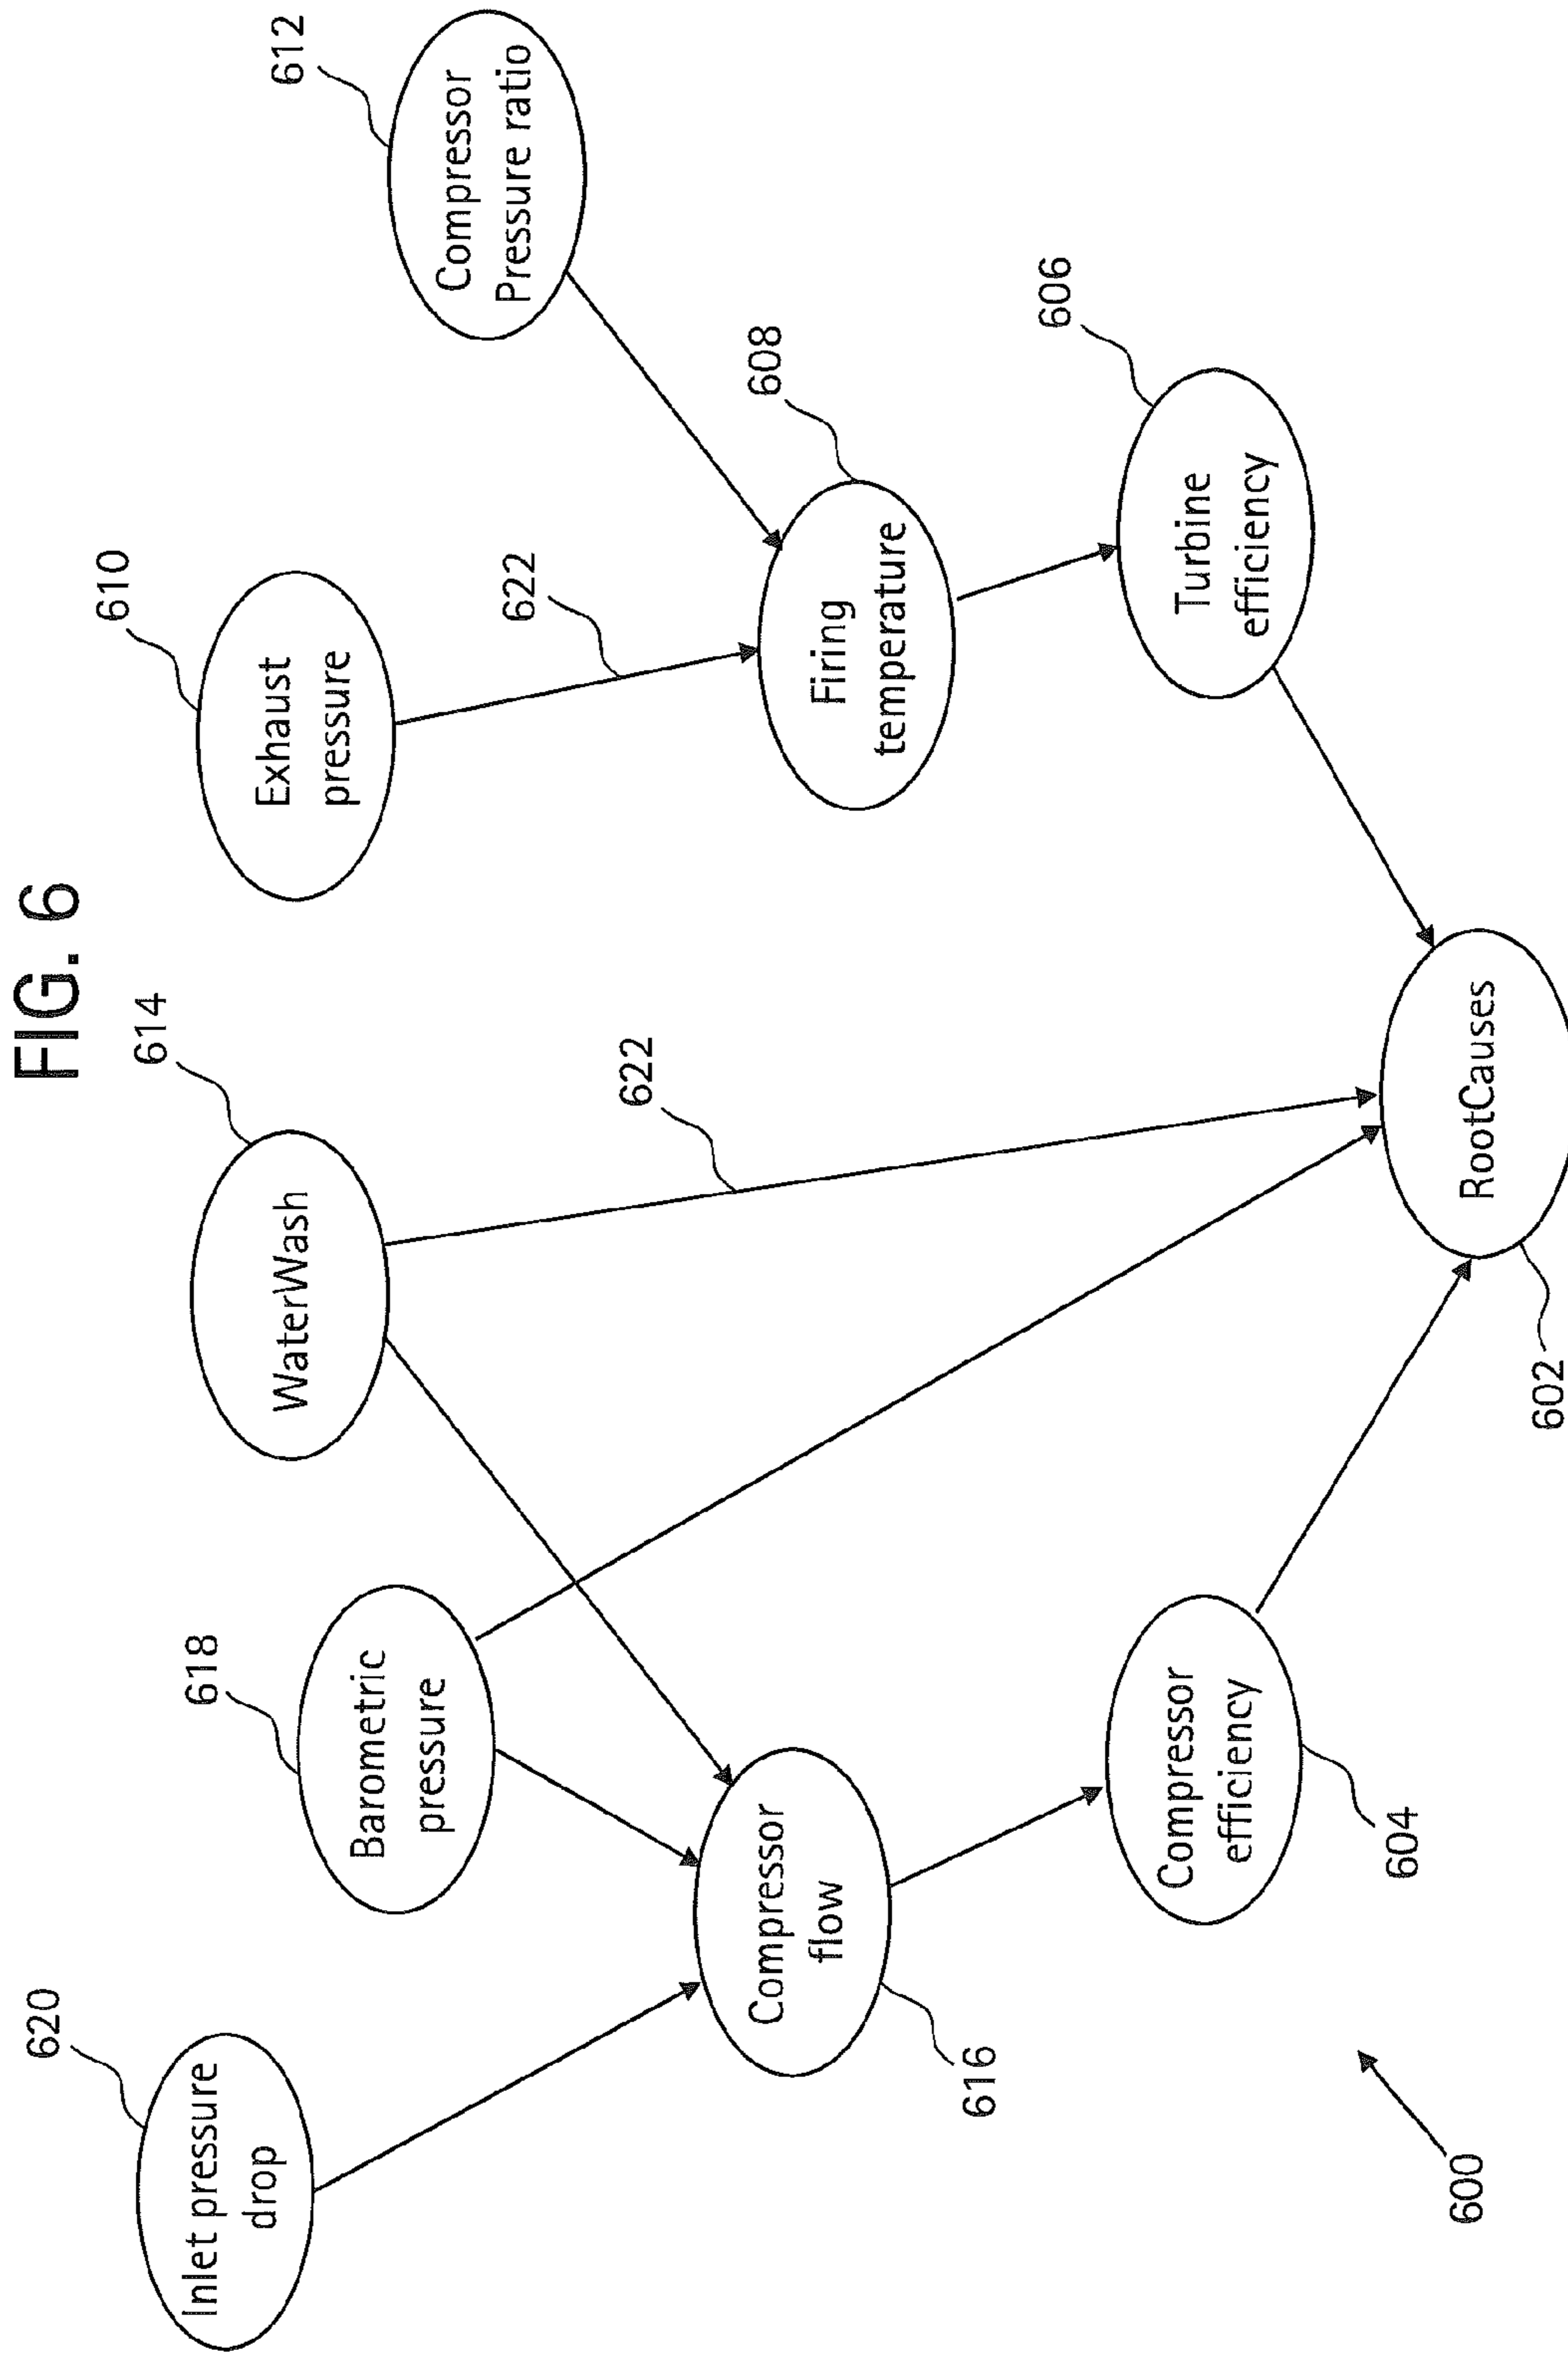 FIG. 6
620
Inlet pressure
drop
618
Barometric
pressure
614
WaterWash
610
Exhaust
pressure
612
Compressor
Pressure ratio
622
622
608
Firing
temperature
Compressor
flow
616
606
Turbine
efficiency
Compressor
efficiency
604
RootCauses
602
600